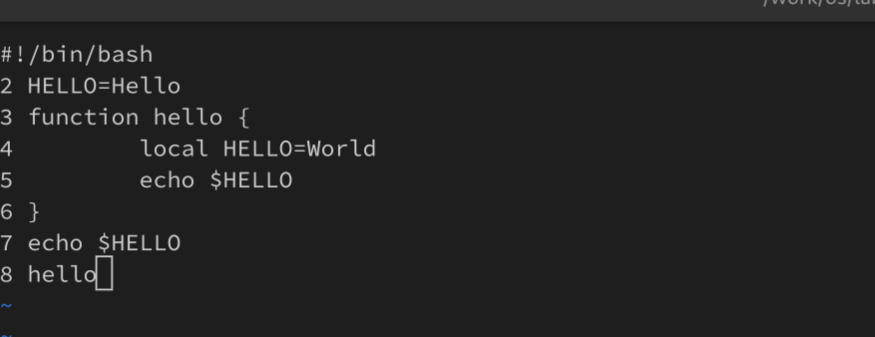 #!/bin/bash
2 HELLO=Hello
3 function hello {
4         local HELLO=World
5         echo $HELLO
6 }
7 echo $HELLO
8 hello
~
~